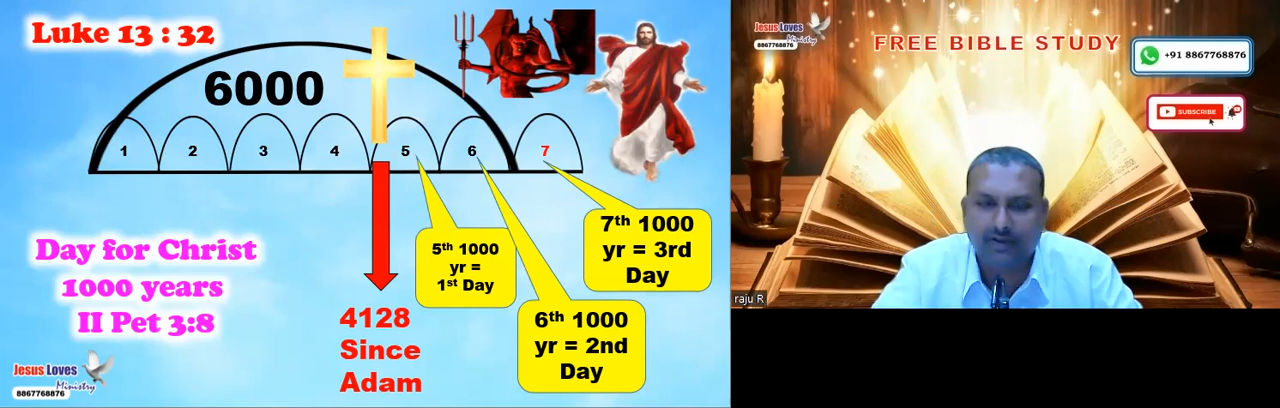 Luke 13 : 32
6000
1
2
3
4
5
6
7
Day for Christ
1000 years
II Pet 3:8
5th 1000
yr =
1st Day
6th 1000
yr = 2nd
Day
7th 1000
yr = 3rd
Day
4128
Since
Adam
Jesus Loves
Ministry
8867768876
Jesus Loves
Ministry
8867768876
FREE BIBLE STUDY
+91 8867768876
SUBSCRIBE
raju R